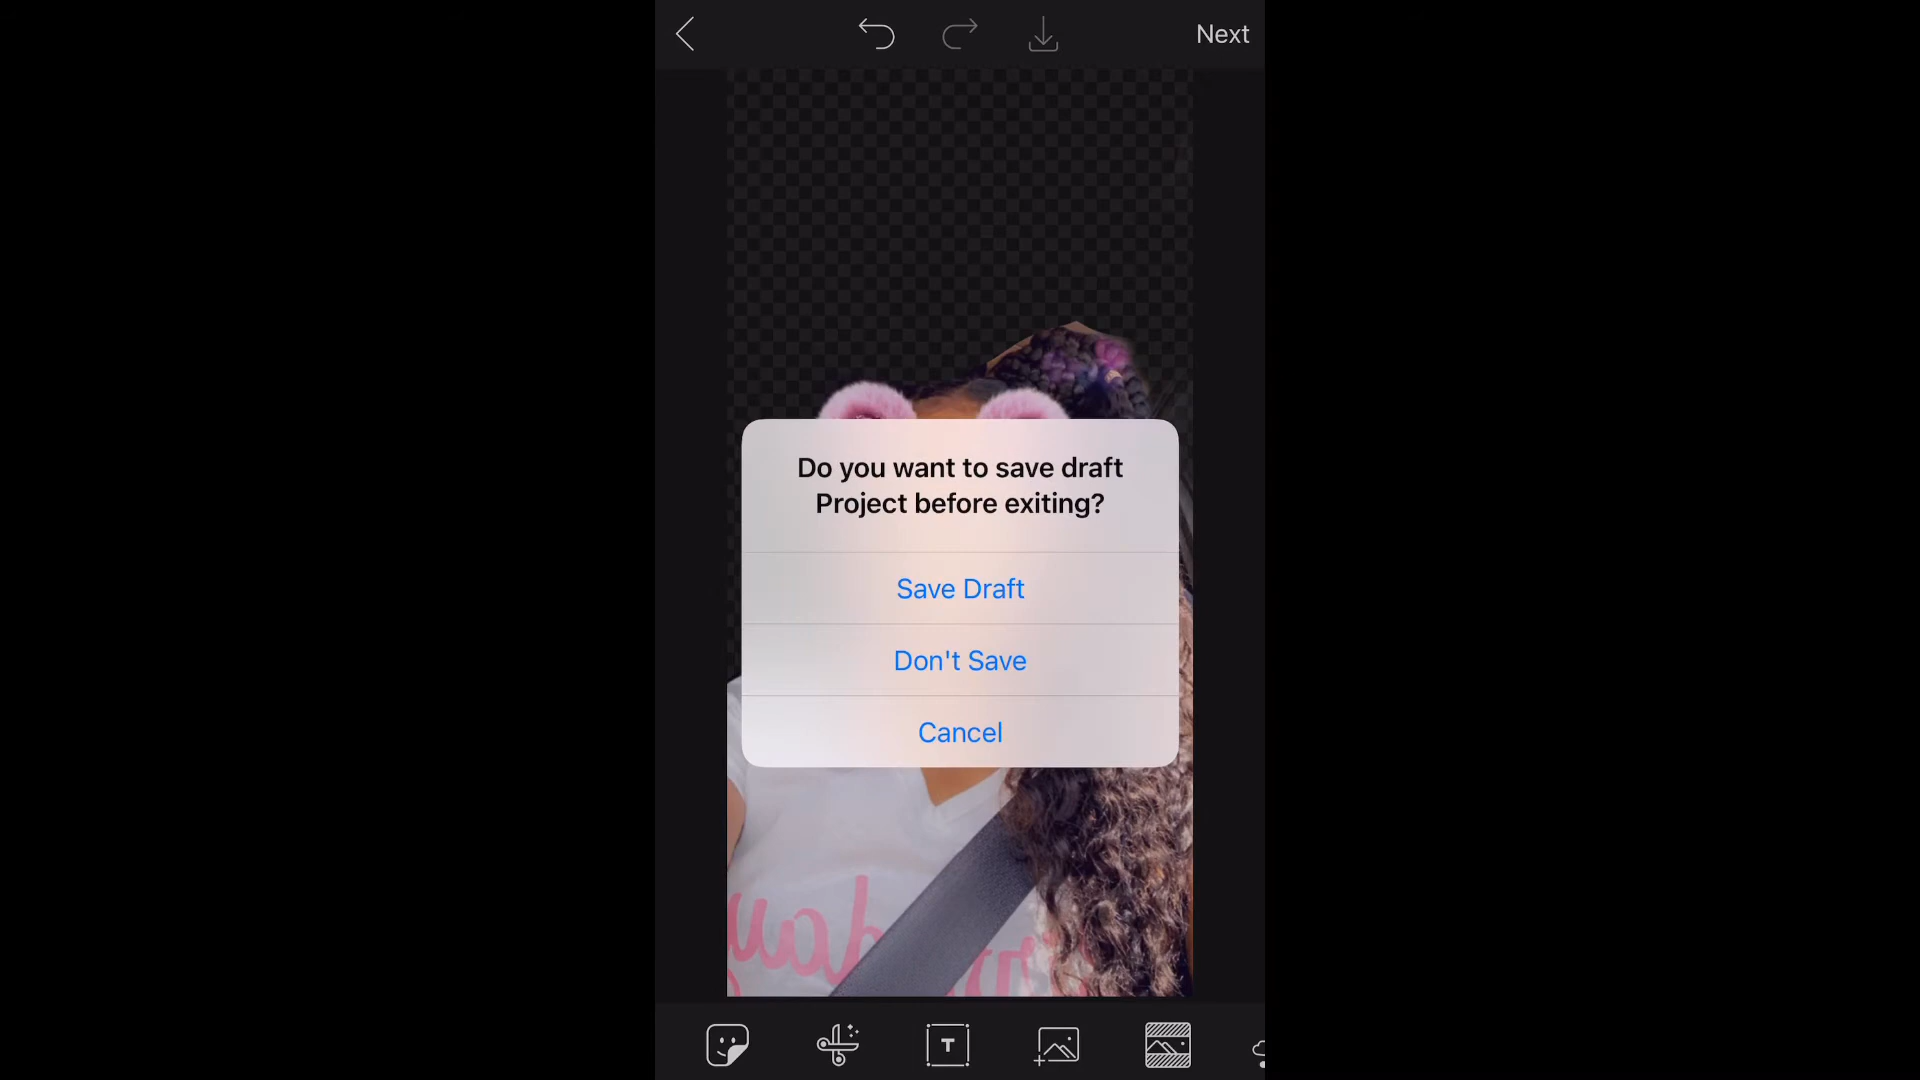 Next
Do you want to save draft
Project before exiting?
Save Draft
Don't Save
Cancel
T